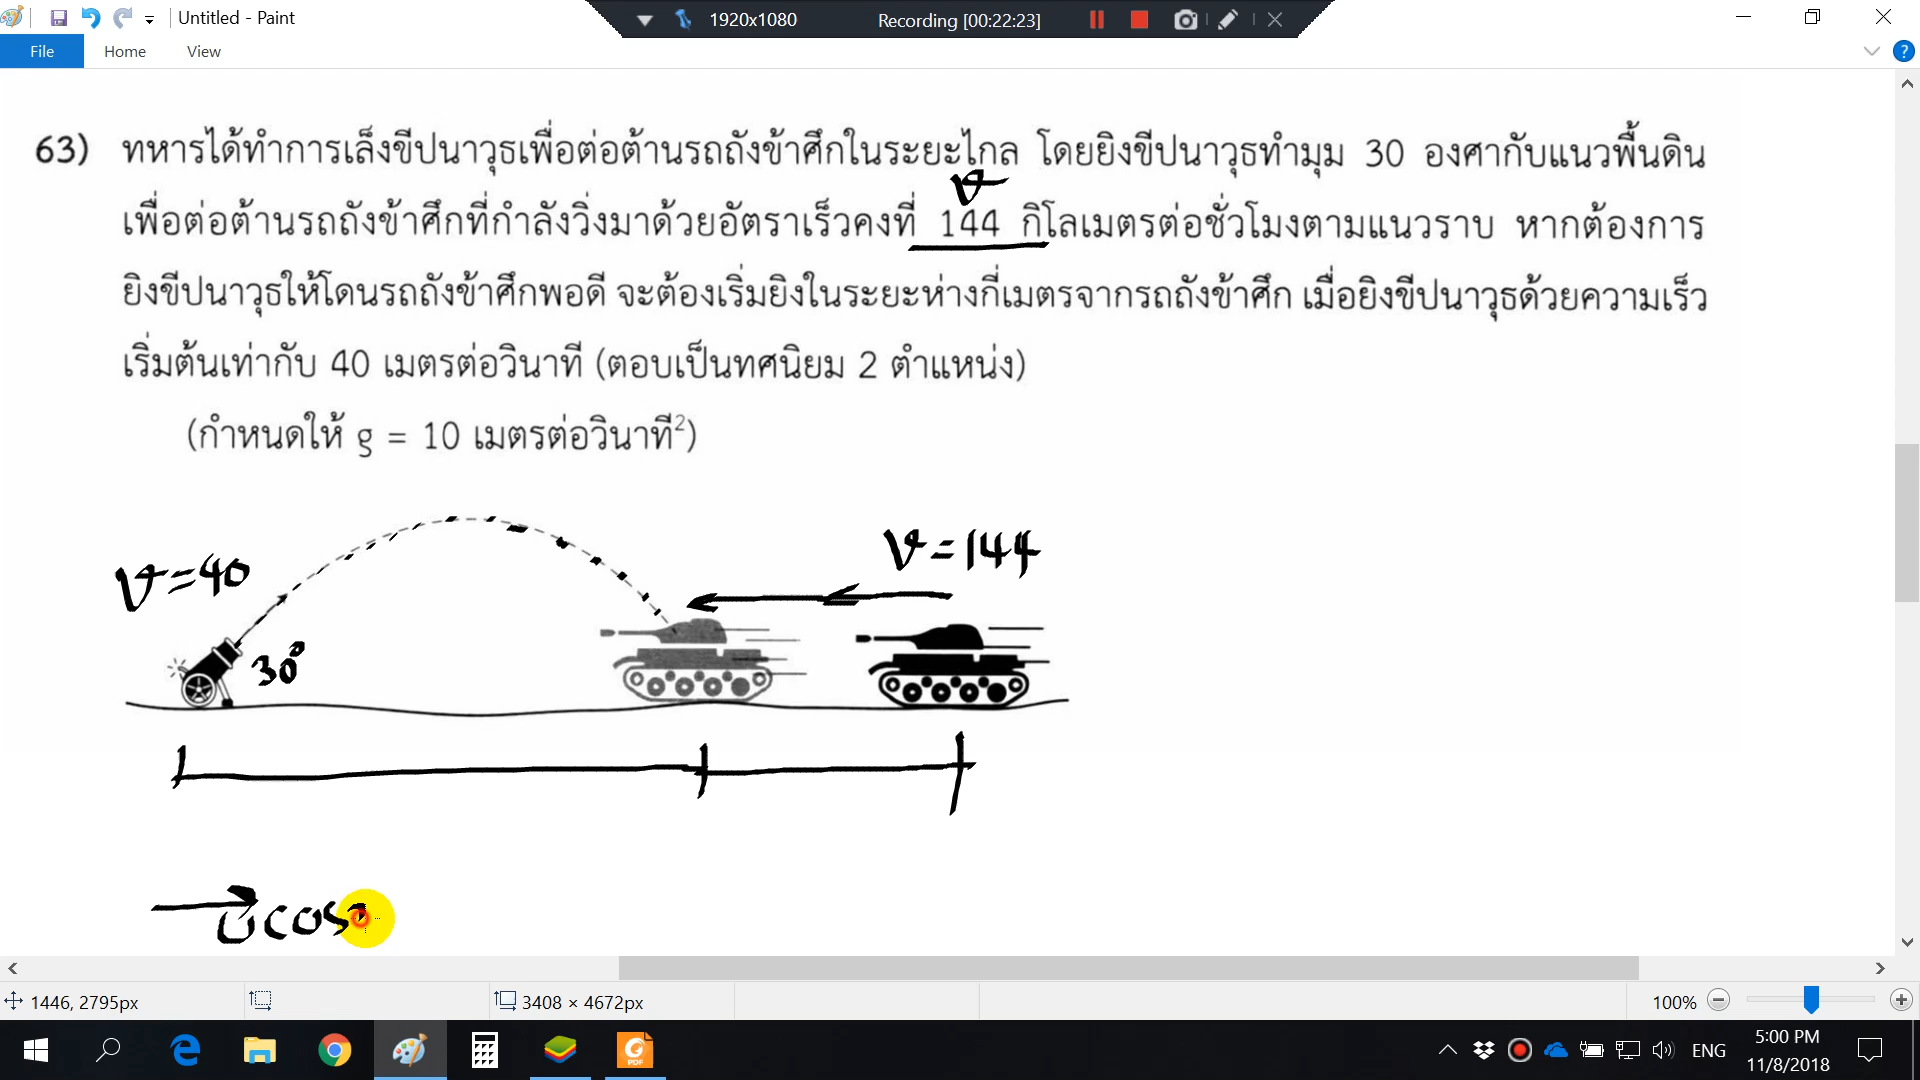 Untitled - Paint
1920x1080
Recording [00:22:23]
File
Home
View
63) ทหารได้ทำการเล็งขีปนาวุธเพื่อต่อต้านรถถังข้าศึกในระยะไกล โดยยิงขีปนาวุธทำมุม 30 องศากับแนวพื้นดิน
v
เพื่อต่อต้านรถถังข้าศึกที่กำลังวิ่งมาด้วยอัตราเร็วคงที่ 144 กิโลเมตรต่อชั่วโมงตามแนวราบ หากต้องการ
ยิงขีปนาวุธให้โดนรถถังข้าศึกพอดี จะต้องเริ่มยิงในระยะห่างกี่เมตรจากรถถังข้าศึก เมื่อยิงขีปนาวุธด้วยความเร็ว
เริ่มต้นเท่ากับ 40 เมตรต่อวินาที (ตอบเป็นทศนิยม 2 ตำแหน่ง)
(กำหนดให้ g = 10 เมตรต่อวินาที²)
v=144
v=40
30°
cos
1446, 2795px
3408 × 4672px
100%
PDF
ENG
5:00 PM
11/8/2018